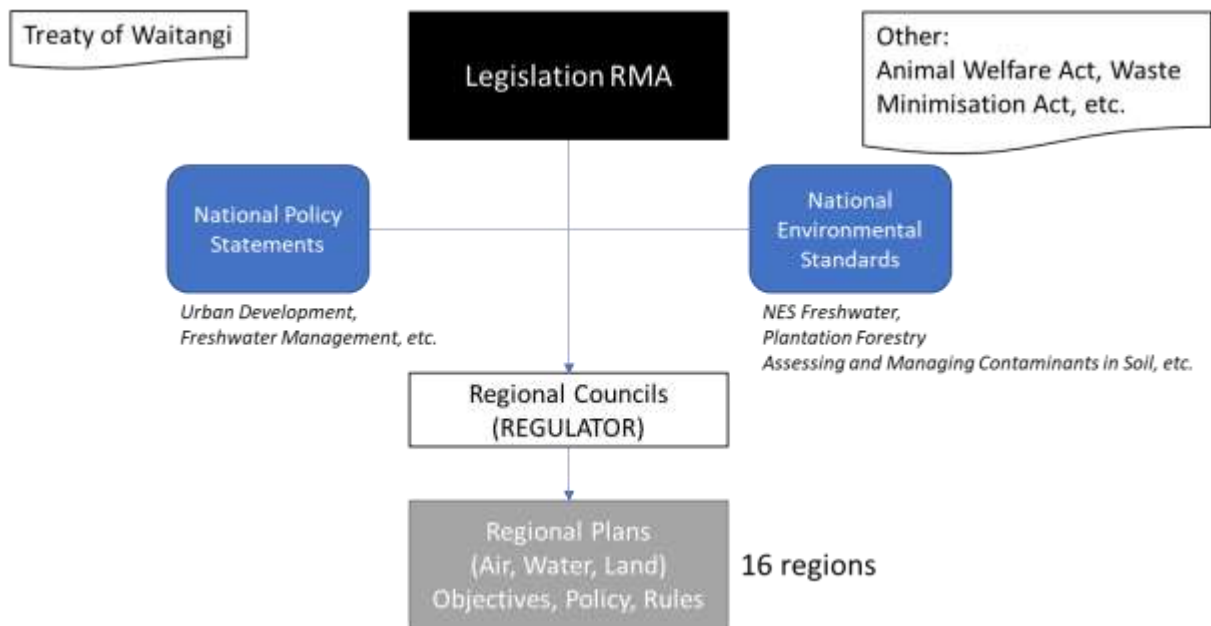 Treaty of Waitangi
Legislation RMA
Other:
Animal Welfare Act, Waste
Minimisation Act, etc.
National Policy
Statements
National
Environmental
Standards
Urban Development,
Freshwater Management, etc.
NES Freshwater,
Plantation Forestry
Assessing and Managing Contaminants in Soil, etc.
Regional Councils
(REGULATOR)
Regional Plans
(Air, Water, Land)
Objectives, Policy, Rules
16 regions